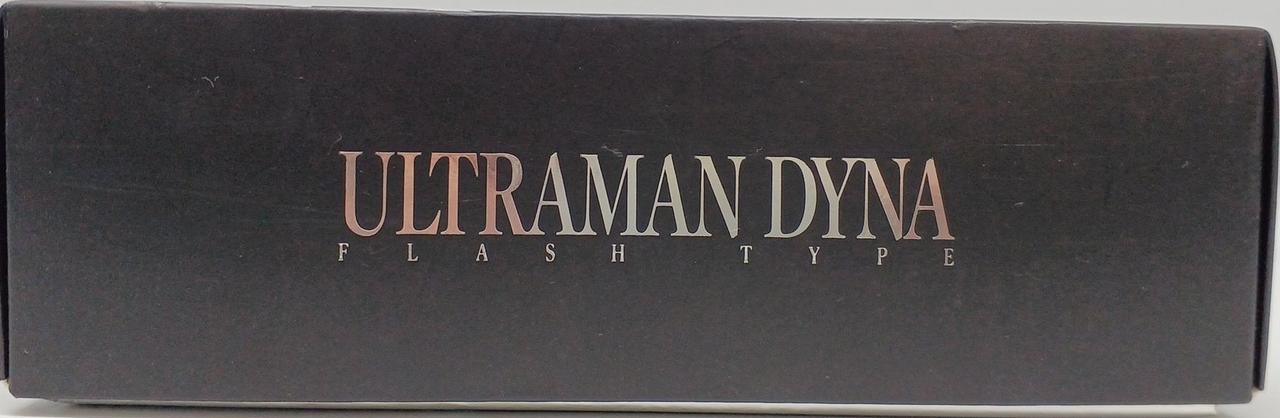 ULTRAMAN DYNA
FLASH TYPE